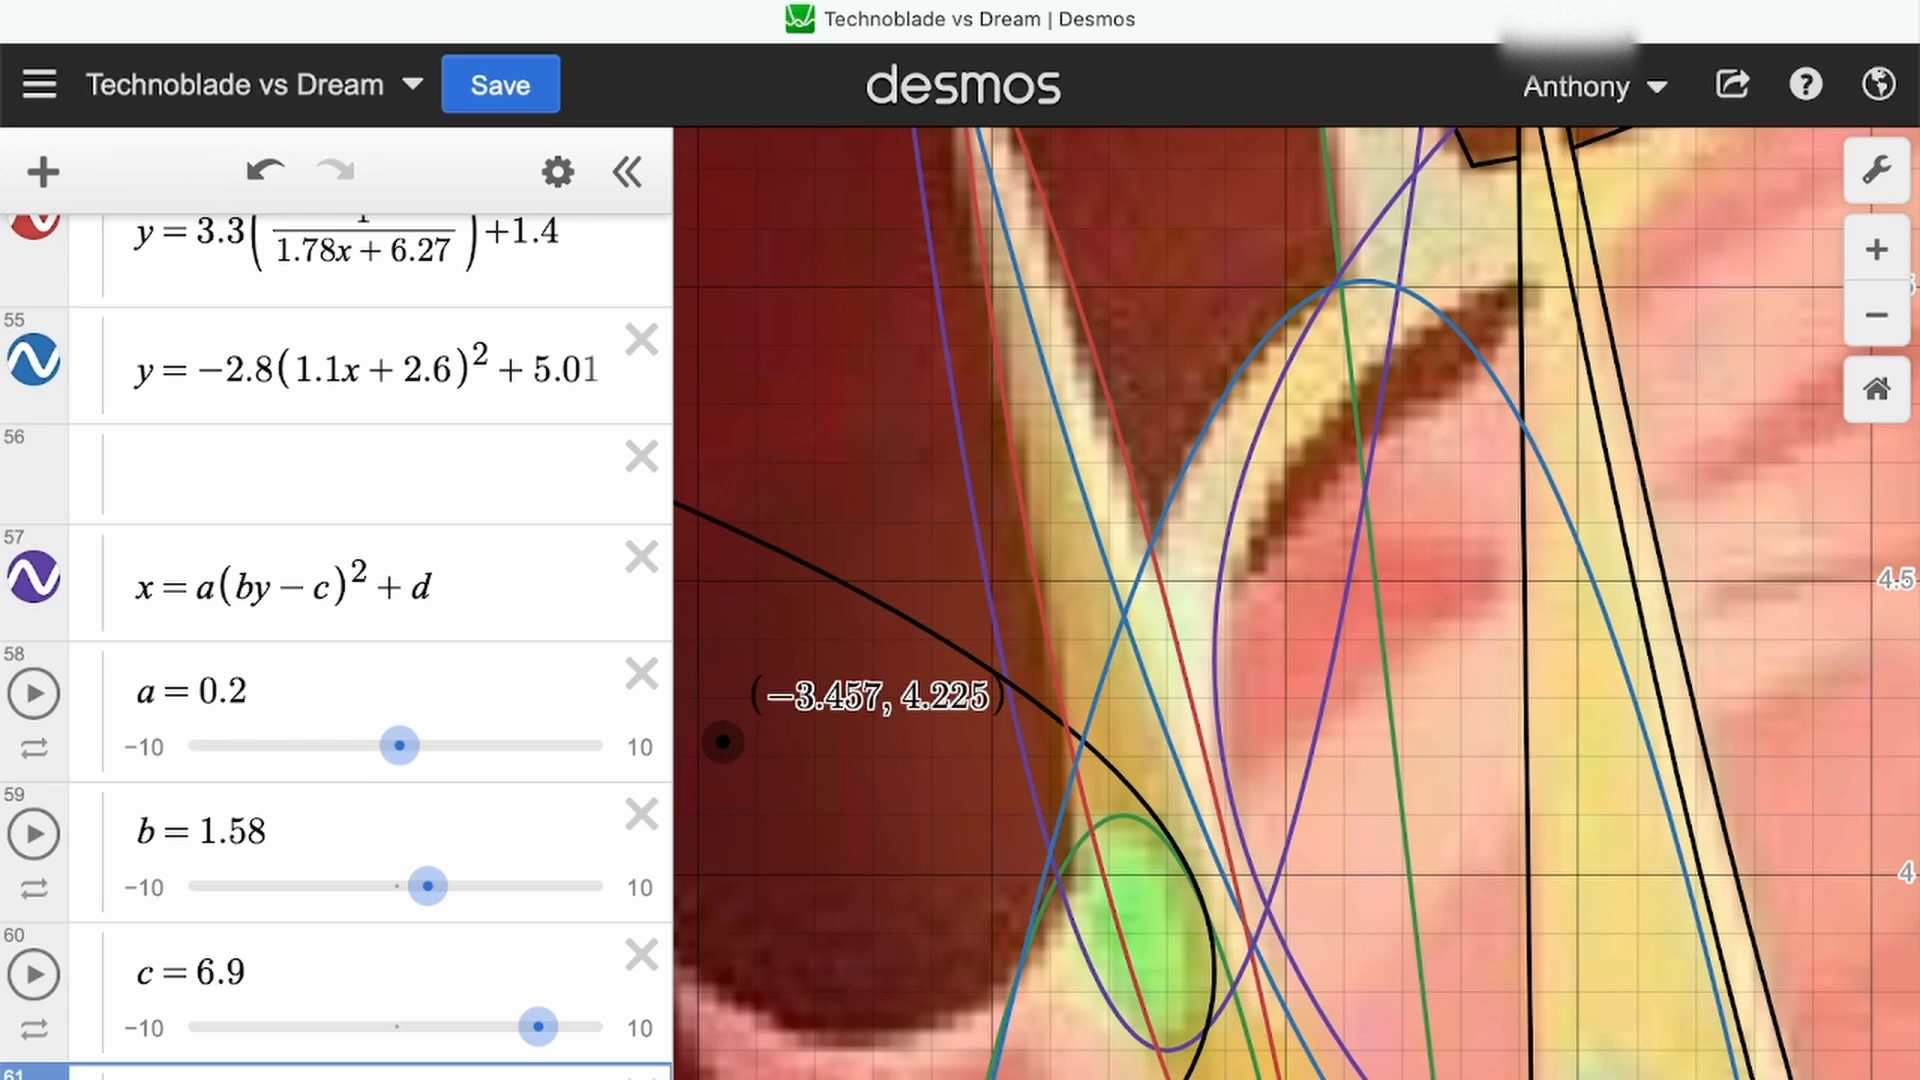 Technoblade vs Dream | Desmos
Technoblade vs Dream
Save
desmos
Anthony
y = 3.3(1/(1.78x + 6.27))+1.4
55
y = −2.8(1.1x + 2.6)² + 5.01
56
57
x = a(by − c)² + d
58
a = 0.2
−10 10
59
b = 1.58
−10 10
60
c = 6.9
−10 10
61
(−3.457, 4.225)
4.5
4